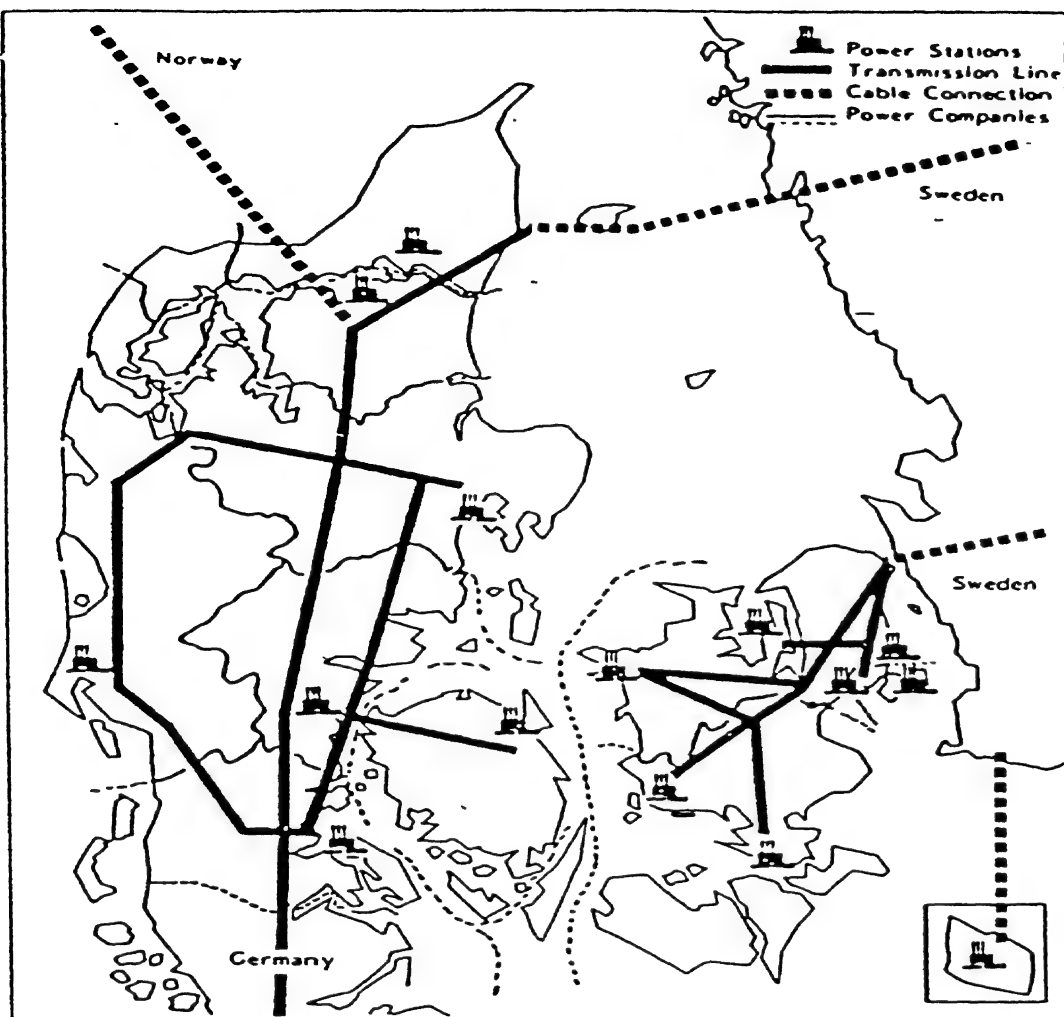 Norway
Power Stations
Transmission Line
Cable Connection
Power Companies
Sweden
Sweden
Germany